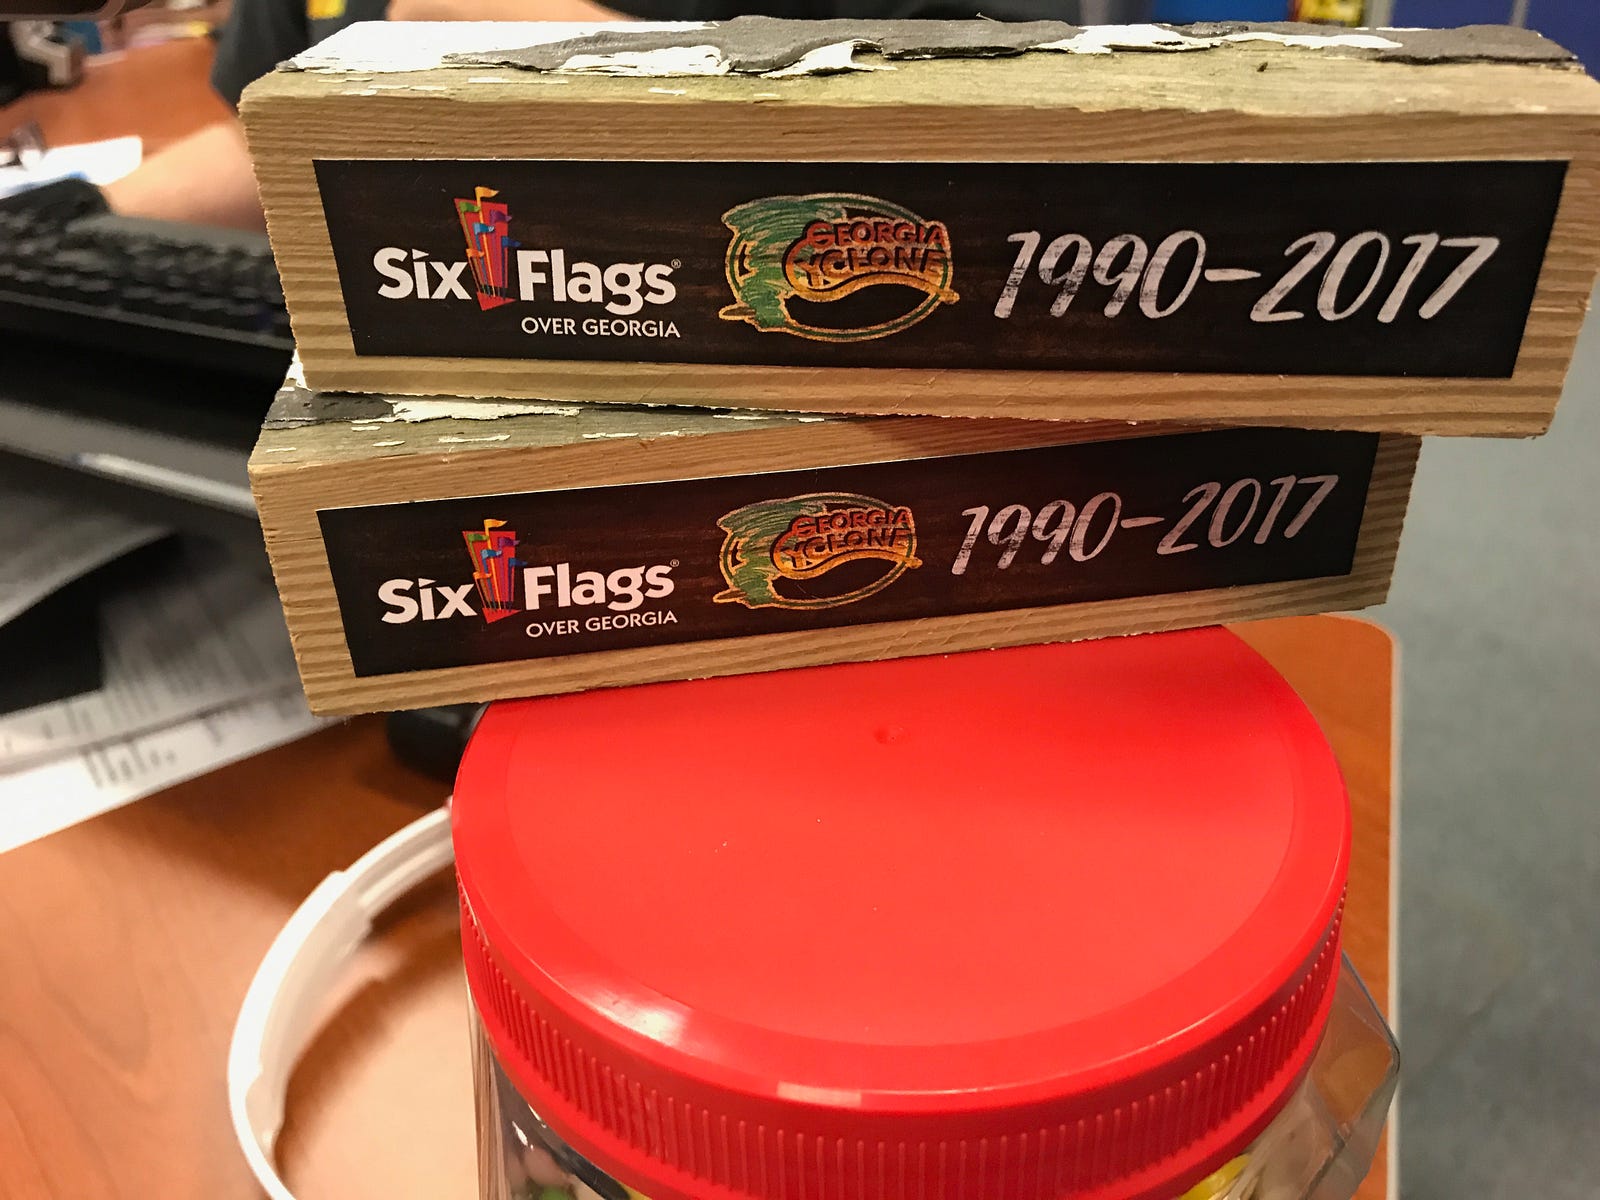 Six Flags®
OVER GEORGIA
GEORGIA
CYCLONE
1990-2017
Six Flags®
OVER GEORGIA
GEORGIA
CYCLONE
1990-2017